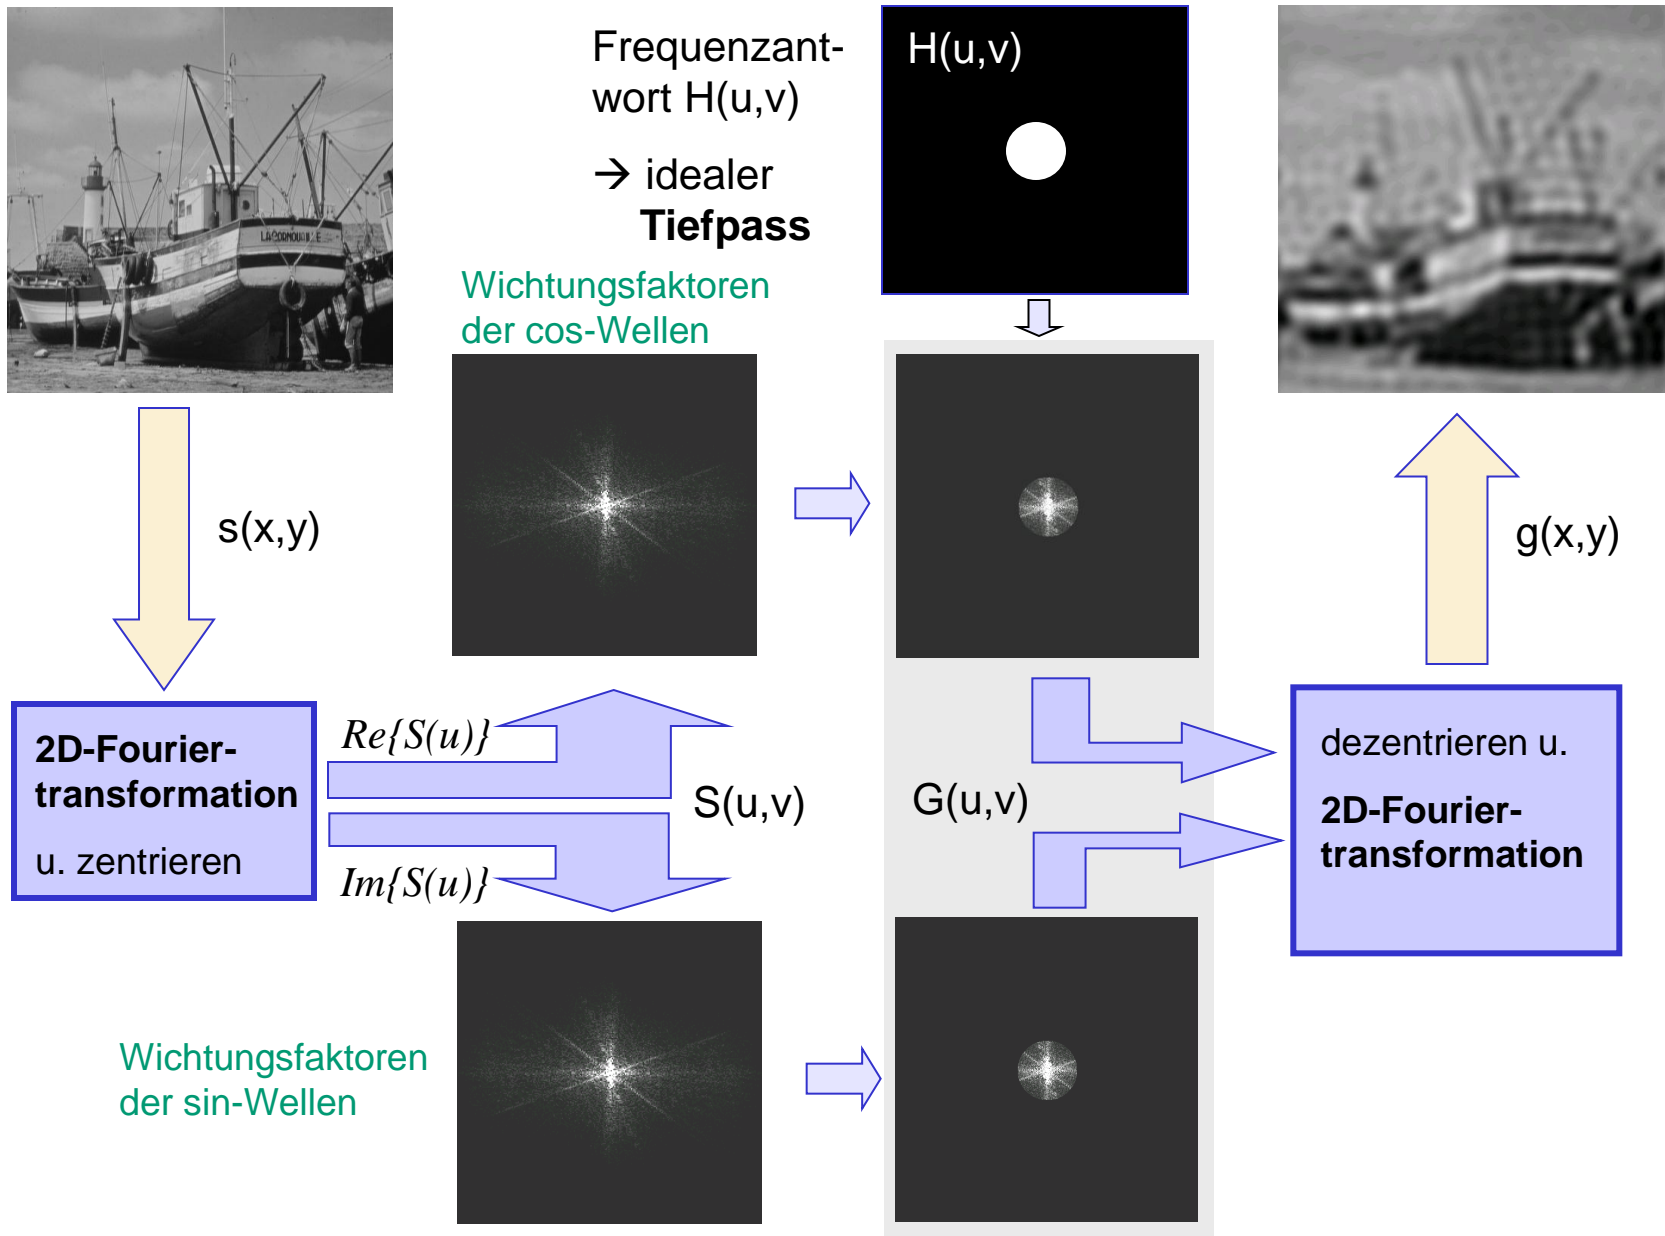 Frequenzant-
wort H(u,v)
→ idealer
Tiefpass
H(u,v)
LACORNOUAILLE
Wichtungsfaktoren
der cos-Wellen
s(x,y)
g(x,y)
2D-Fourier-
transformation
u. zentrieren
Re{S(u)}
Im{S(u)}
S(u,v)
G(u,v)
dezentrieren u.
2D-Fourier-
transformation
Wichtungsfaktoren
der sin-Wellen